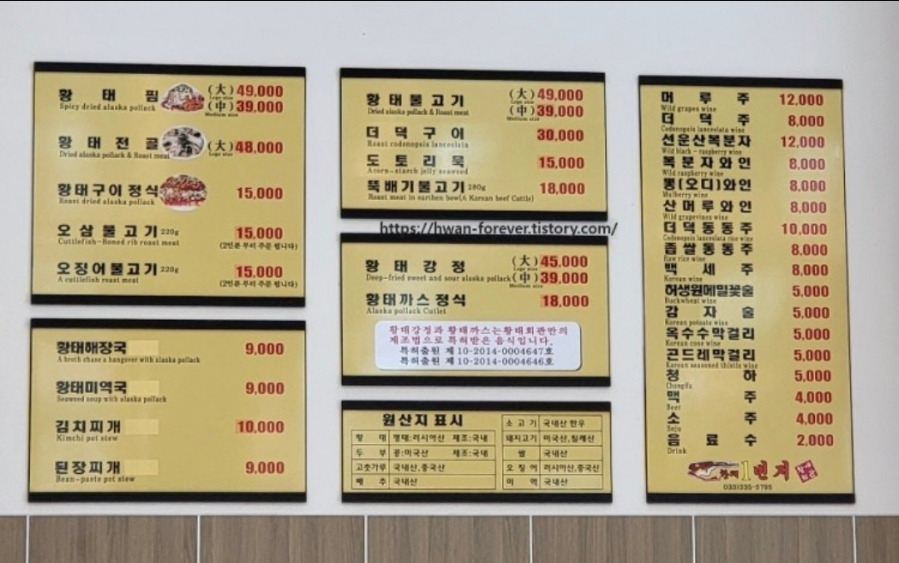 황태찜 (大) 49,000
Spicy dried alaska pollack Lage size
(中) 39,000
Medium size
황태전골 (大) 48,000
Dried alaska pollack & Roast meat Lage size
황태구이정식 15,000
Roast dried alaska pollack
오삼불고기 220g 15,000
Cuttlefish-Boned rib roast meat (2인분 부터 주문 됩니다)
오징어불고기 220g 15,000
A cuttlefish roast meat (2인분 부터 주문 됩니다)
황태해장국 9,000
A broth chase a hangover with alaska pollack
황태미역국 9,000
Seaweed soup with alaska pollack
김치찌개 10,000
Kimchi pot stew
된장찌개 9,000
Bean-paste pot stew
황태불고기 (大) 49,000
Dried alaska pollack & Roast meat Lage size
(中) 39,000
Medium size
더덕구이 30,000
Roast codonopsis lanceslata
도토리묵 15,000
Acorn-starch jelly seaweed
뚝배기불고기 280g 18,000
Roast meat in earthen bowl(A Korean beef Cattle)
https://hwan-forever.tistory.com/
황태강정 (大) 45,000
Deep-fried sweet and sour alaska pollack Lage size
(中) 39,000
Medium size
황태까스정식 18,000
Alaska pollack Cutlet
황태강정과 황태까스는황태회관만의
제조법으로 특허받은 음식입니다.
특허출원 제 10-2014-0004647호
특허출원 제 10-2014-0004646호
원산지 표시
황태 명태:러시아산 제조:국내
두부 콩:미국산 제조:국내
고춧가루 국내산,중국산
배추 국내산
소고기 국내산 한우
돼지고기 미국산,칠레산
쌀 국내산
오징어 러시아산,중국산
미역 국내산
머루주 12,000
Wild grapes wine
더덕주 8,000
Codonopsis lanceslata wine
선운산복분자 12,000
Wild black - raspberry wine
복분자와인 8,000
Wild raspberry wine
뽕(오디)와인 8,000
Mulberry wine
산머루와인 8,000
Wild grapevines wine
더덕동동주 10,000
Codonopsis lanceslata rice wine
좁쌀동동주 8,000
Raw rice wine
백세주 8,000
Korean wine
허생원메밀꽃술 5,000
Buckwheat wine
감자술 5,000
Korean potato wine
옥수수막걸리 5,000
Korean cone wine
곤드레막걸리 5,000
Korean seasoned thistle wine
청하 5,000
ChungHa
맥주 4,000
Beer
소주 4,000
Soju
음료수 2,000
Drink
황태1번지
033)335-5795